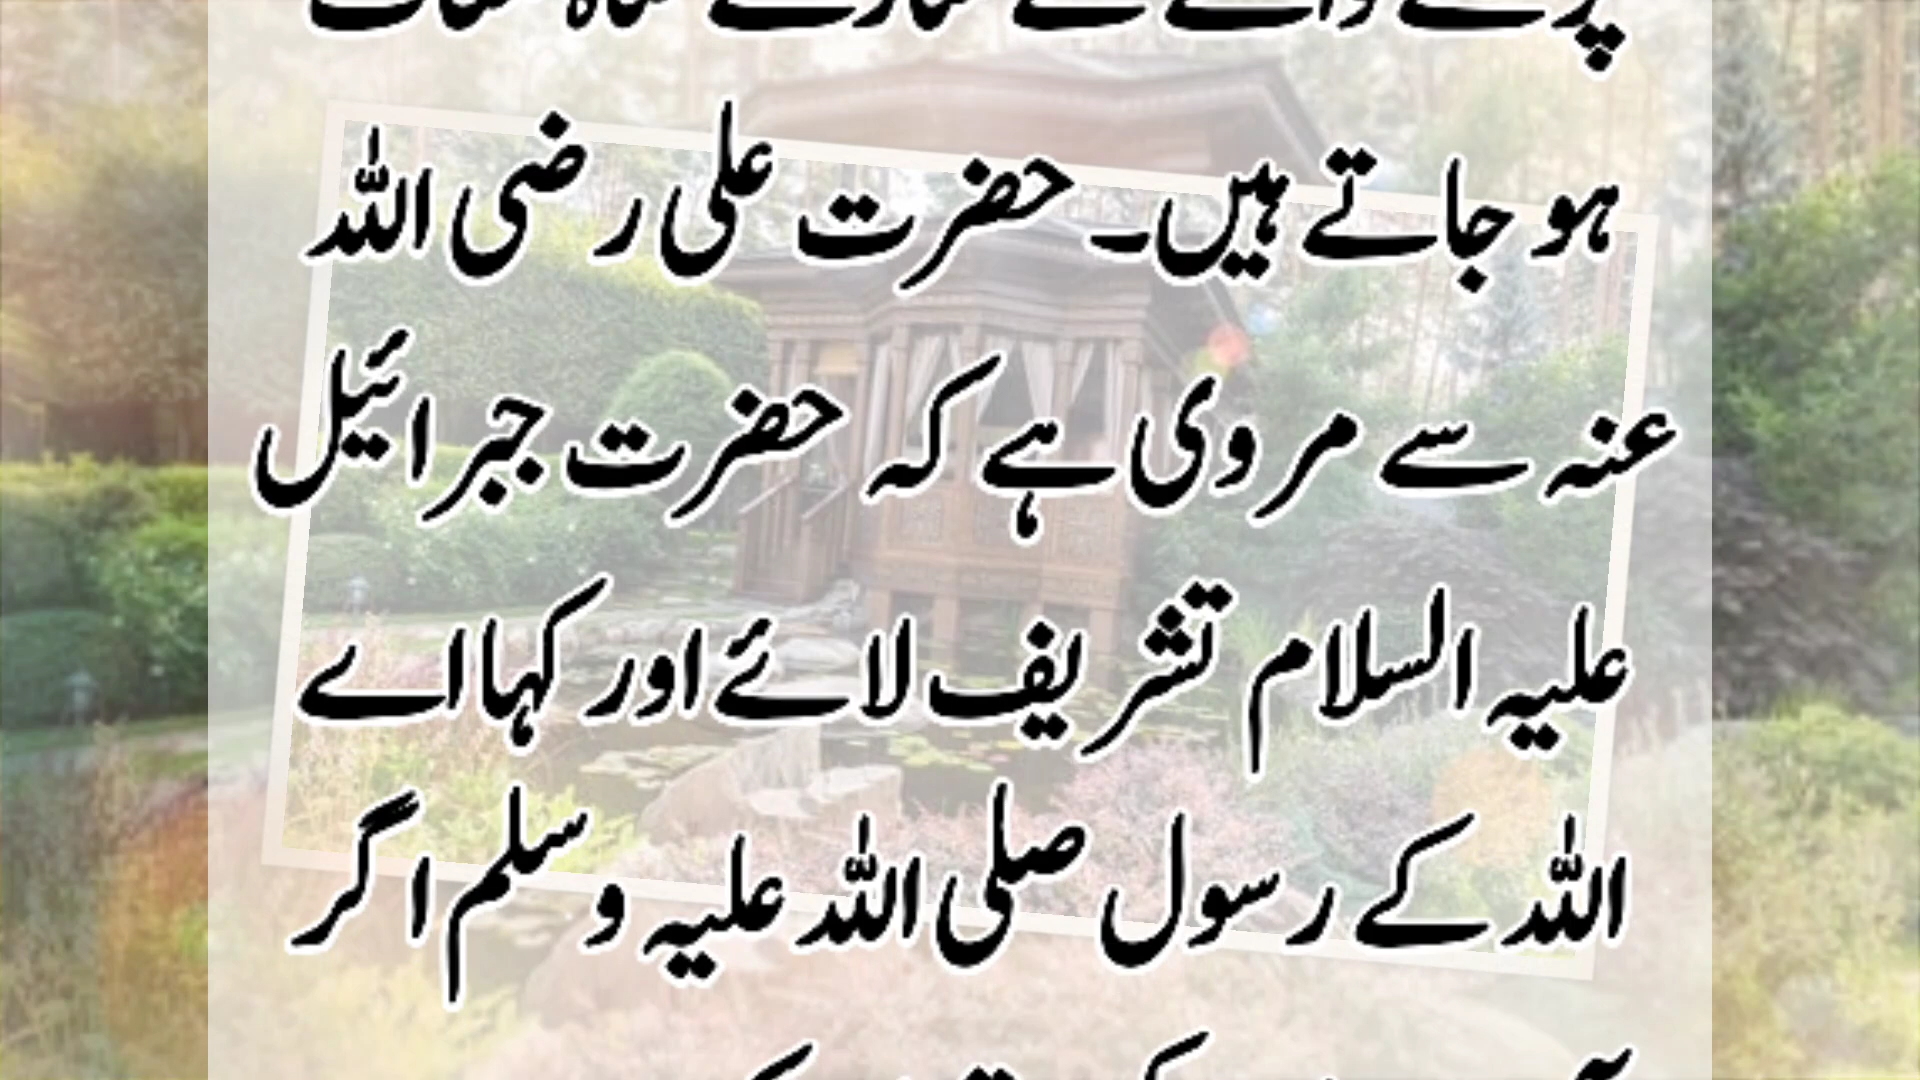 ہو جاتے ہیں۔ حضرت علی رضی اللہ
عنہ سے مروی ہے کہ حضرت جبرائیل
علیہ السلام تشریف لائے اور کہا اے
اللہ کے رسول صلی اللہ علیہ وسلم اگر